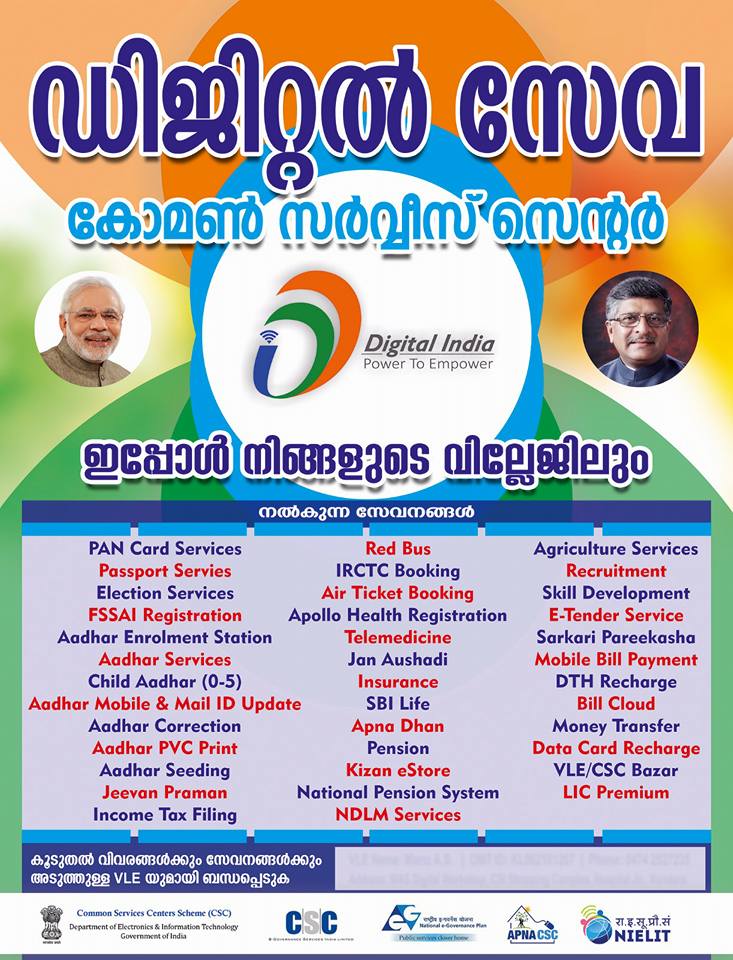 ഡിജിറ്റൽ സേവ
കോമൺ സർവ്വീസ് സെന്റർ
Digital India
Power To Empower
ഇപ്പോൾ നിങ്ങളുടെ വില്ലേജിലും
നൽകുന്ന സേവനങ്ങൾ
PAN Card Services
Passport Servies
Election Services
FSSAI Registration
Aadhar Enrolment Station
Aadhar Services
Child Aadhar (0-5)
Aadhar Mobile & Mail ID Update
Aadhar Correction
Aadhar PVC Print
Aadhar Seeding
Jeevan Praman
Income Tax Filing
Red Bus
IRCTC Booking
Air Ticket Booking
Apollo Health Registration
Telemedicine
Jan Aushadi
Insurance
SBI Life
Apna Dhan
Pension
Kizan eStore
National Pension System
NDLM Services
Agriculture Services
Recruitment
Skill Development
E-Tender Service
Sarkari Pareekasha
Mobile Bill Payment
DTH Recharge
Bill Cloud
Money Transfer
Data Card Recharge
VLE/CSC Bazar
LIC Premium
കൂടുതൽ വിവരങ്ങൾക്കും സേവനങ്ങൾക്കും
അടുത്തുള്ള VLE യുമായി ബന്ധപ്പെടുക
Common Services Centers Scheme (CSC)
Department of Electronics & Information Technology
Government of India
CSC
E-GOVERNANCE SERVICES INDIA LIMITED
राष्ट्रीय ई-गवर्नेन्स योजना
National e-Governance Plan
Public services closer home
APNA CSC
रा.इ.सू.प्रौ.सं
NIELIT